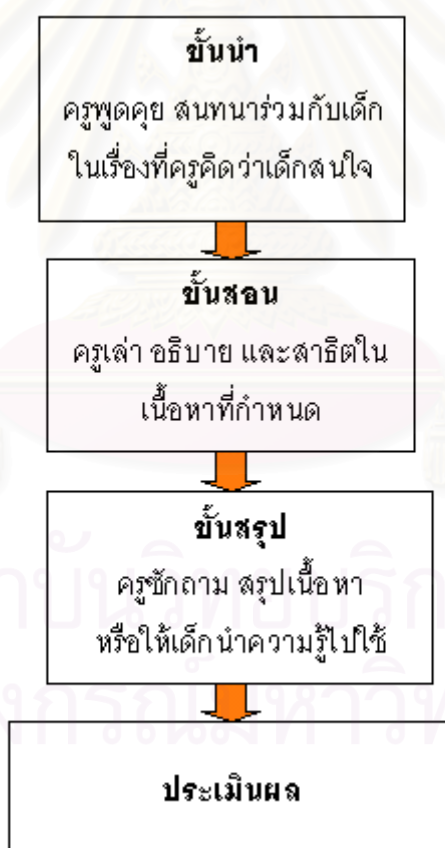 ขั้นนำ
ครูพูดคุย สนทนาร่วมกับเด็ก
ในเรื่องที่ครูคิดว่าเด็กสนใจ
ขั้นสอน
ครูเล่า อธิบาย และสาธิตใน
เนื้อหาที่กำหนด
ขั้นสรุป
ครูซักถาม สรุปเนื้อหา
หรือให้เด็กนำความรู้ไปใช้
ประเมินผล